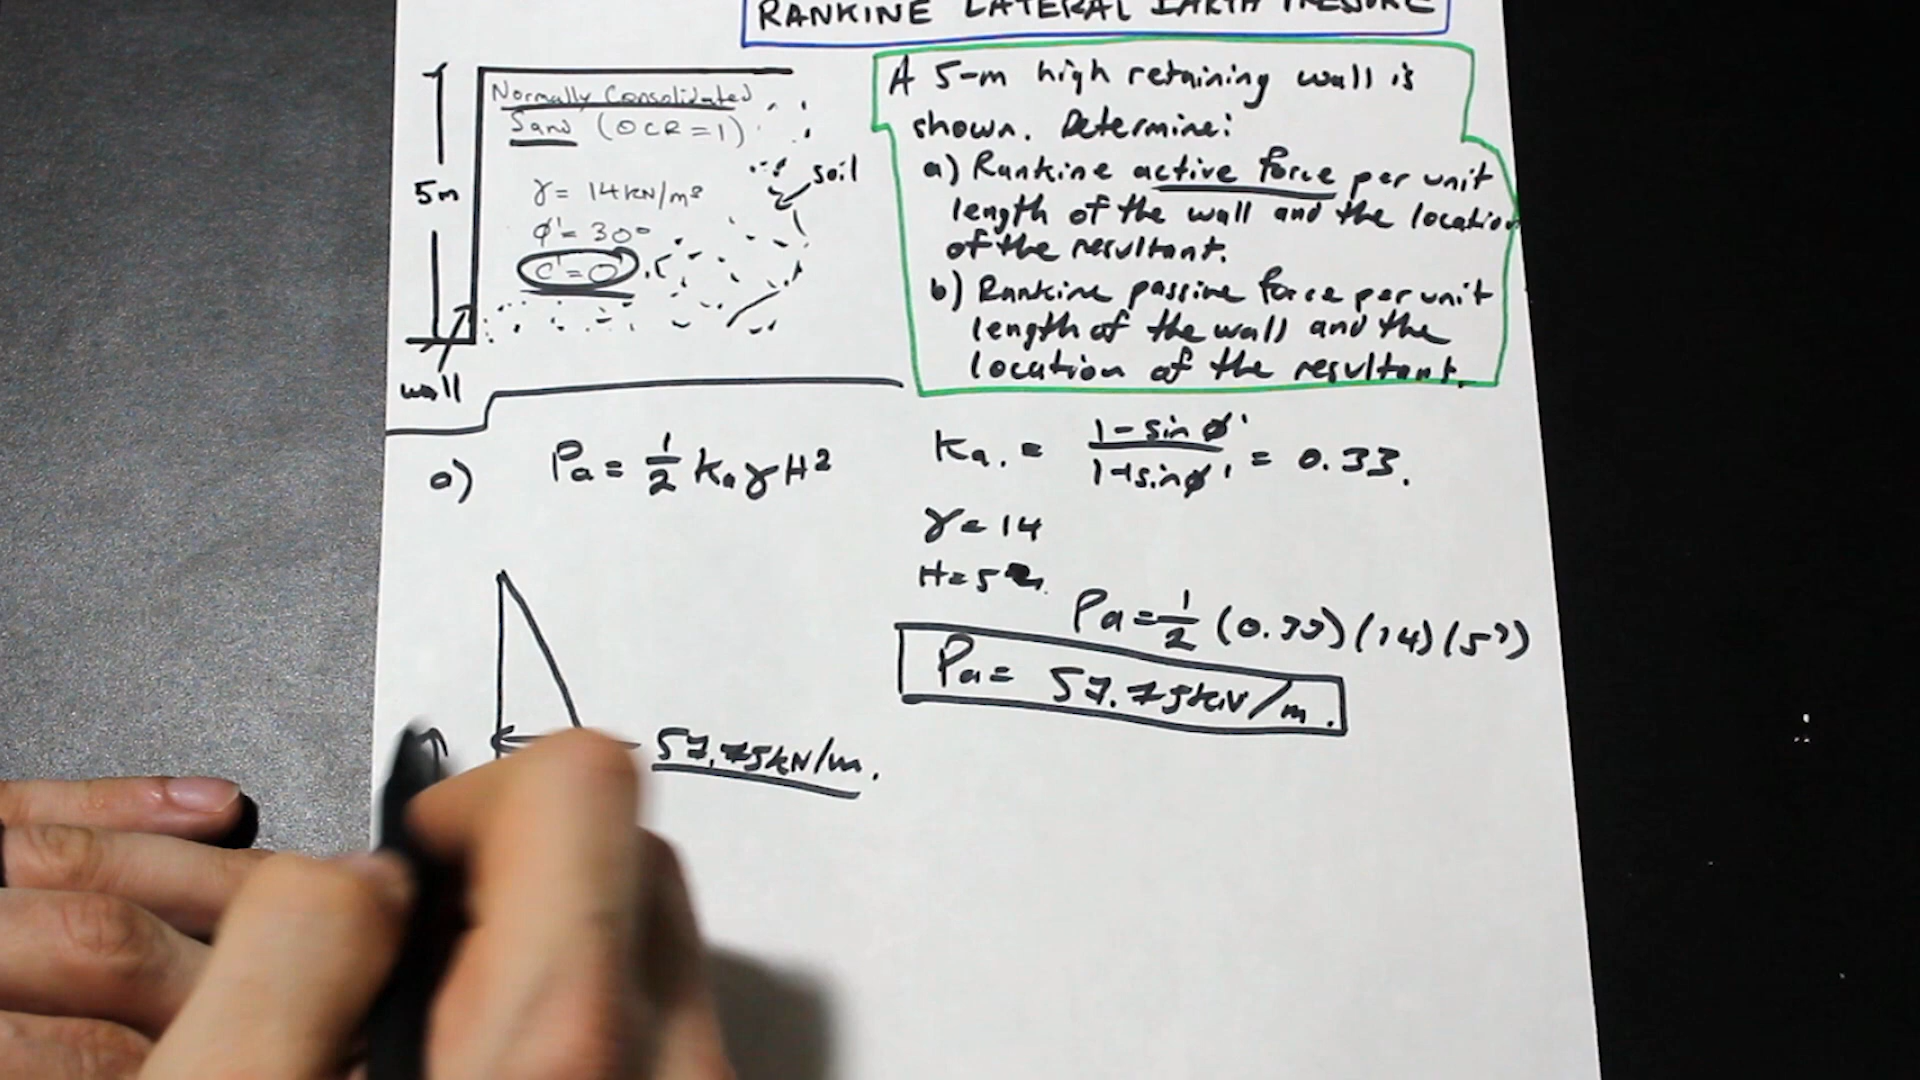 RANKINE LATERAL EARTH PRESSURE
Normally Consolidated
Sand (OCR=1)
5m
γ = 14 kN/m³
φ' = 30°
c' = 0
soil
wall
A 5-m high retaining wall is
shown. Determine:
a) Rankine active force per unit
length of the wall and the location
of the resultant.
b) Rankine passive force per unit
length of the wall and the
location of the resultant.
a) Pa = 1/2 Ka γ H²
Ka. = (1 - sin φ') / (1 + sin φ') = 0.33.
γ = 14
H = 5
Pa = 1/2 (0.33)(14)(5²)
Pa = 57.75 kN/m.
57.75 kN/m.